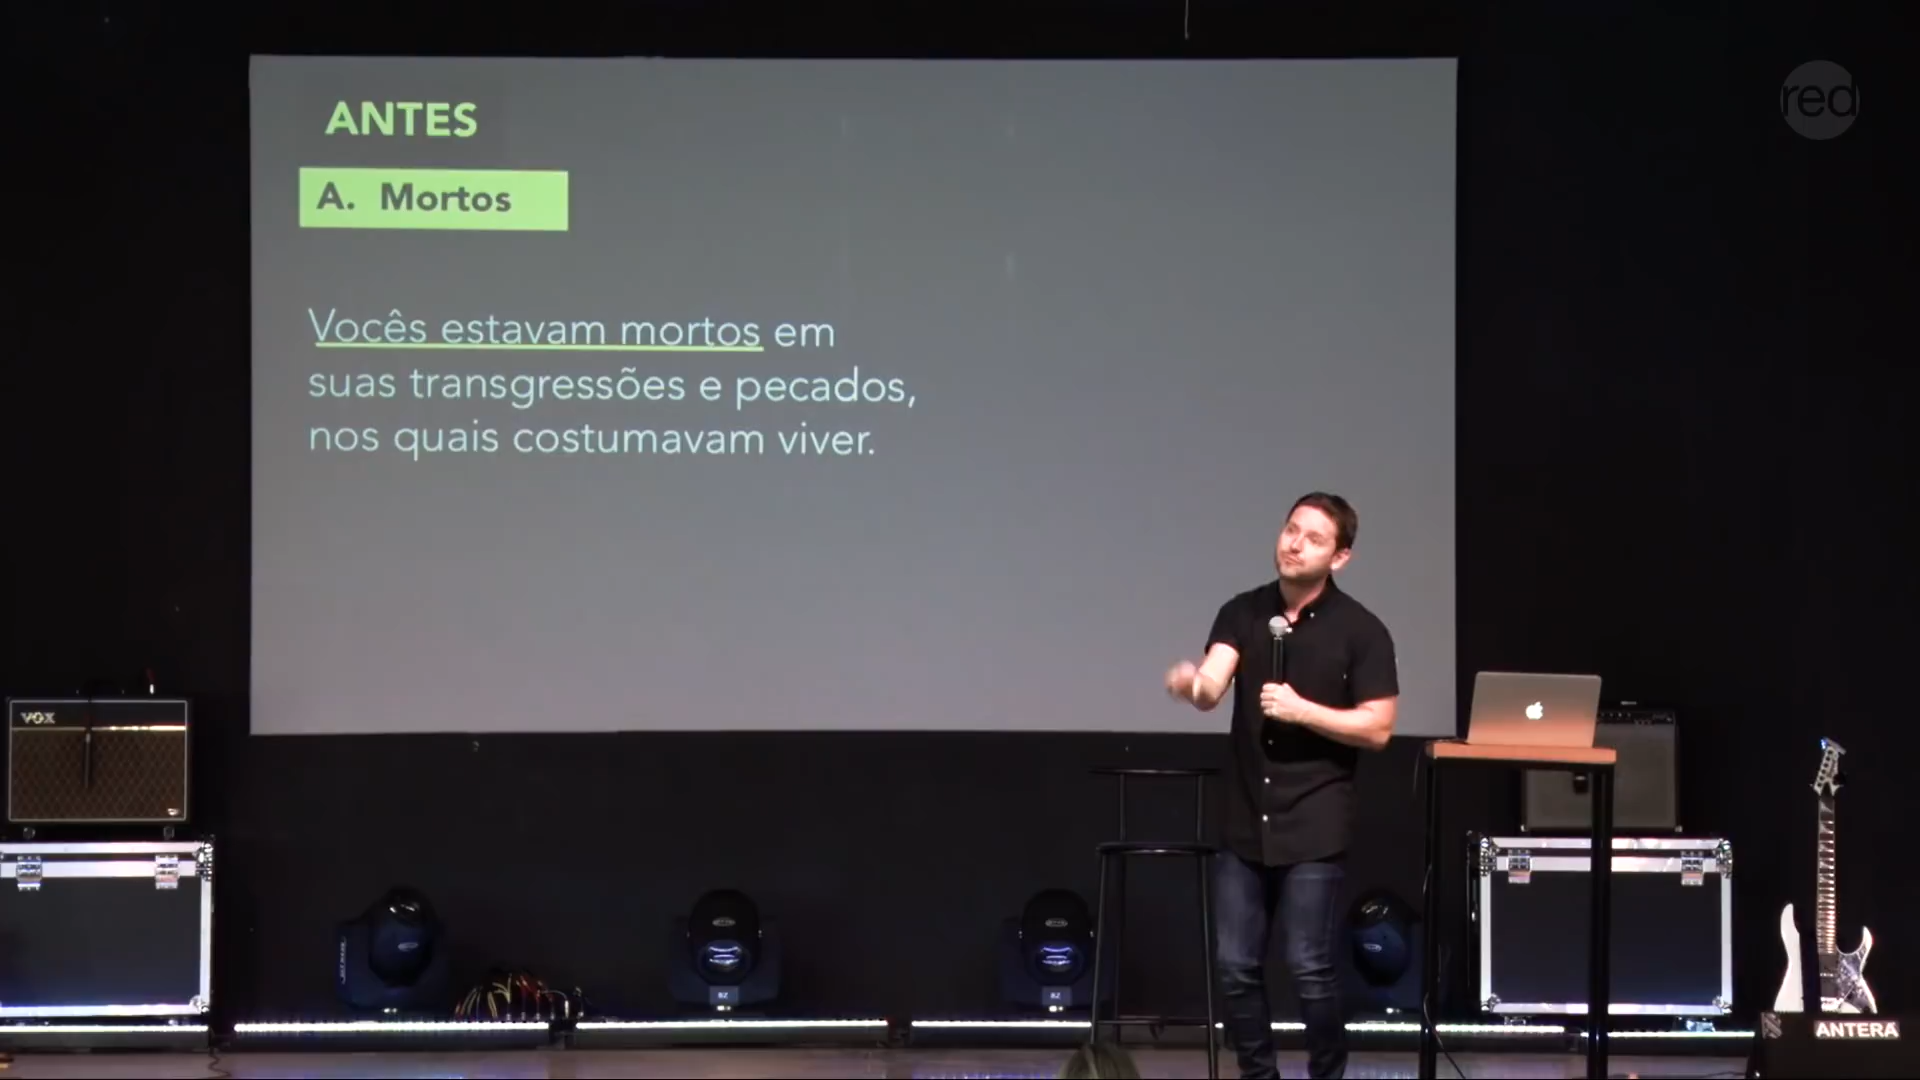 ANTES
A. Mortos
Vocês estavam mortos em
suas transgressões e pecados,
nos quais costumavam viver.
red
VOX
ANTERA